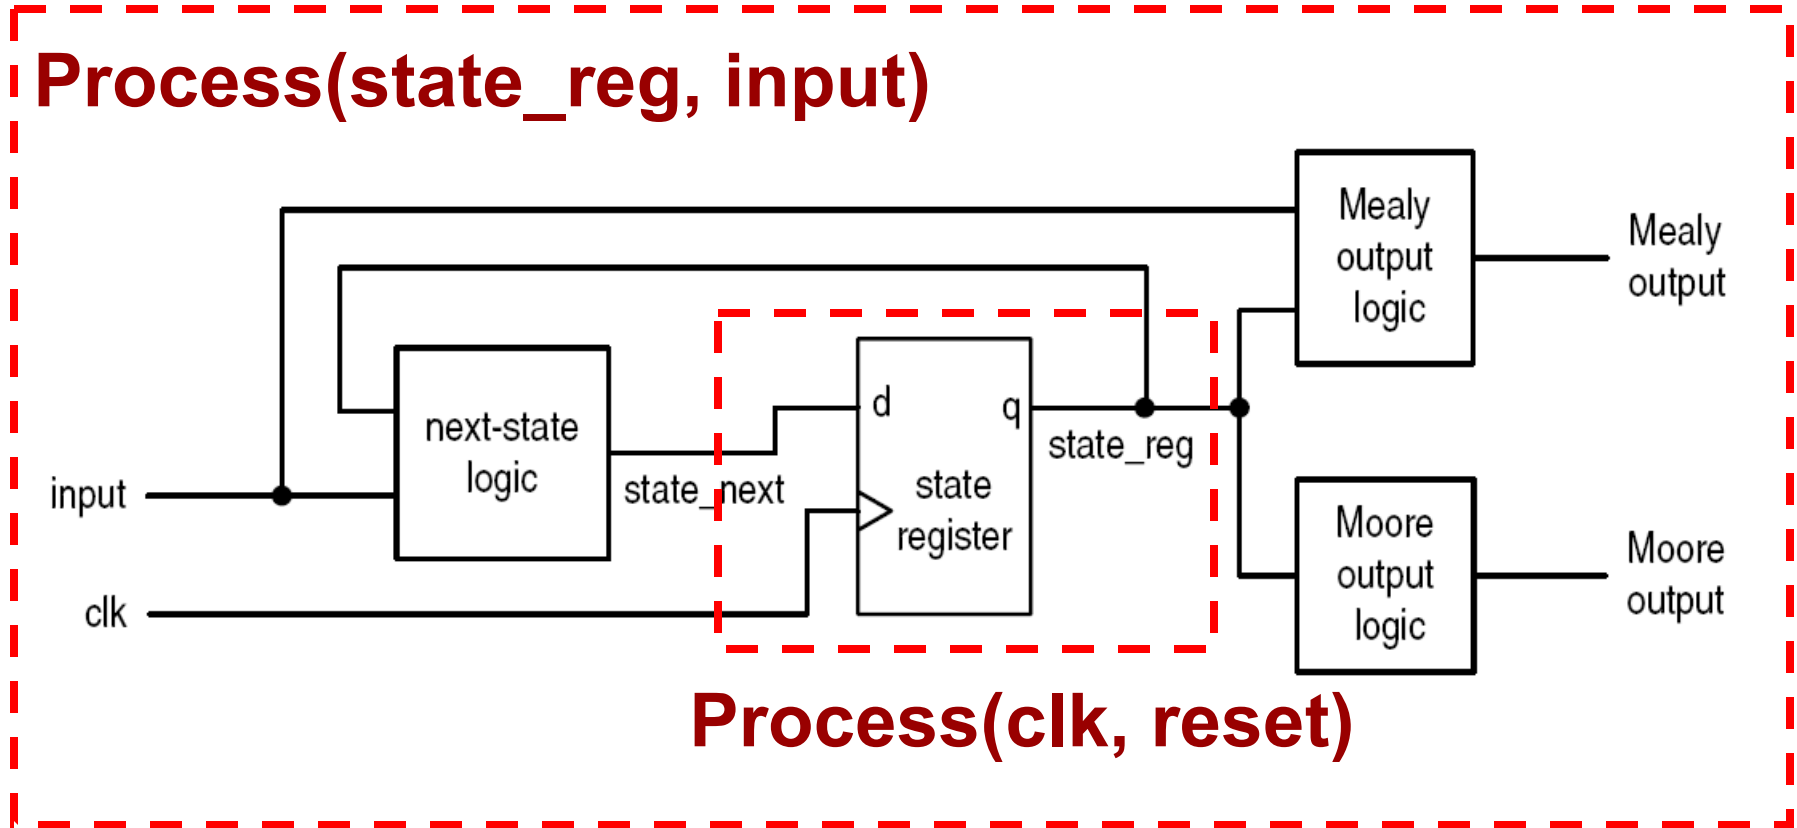 Process(state_reg, input)
Mealy
output
logic
Mealy
output
next-state
logic
input
state_next
clk
d
q
state
register
state_reg
Moore
output
logic
Moore
output
Process(clk, reset)